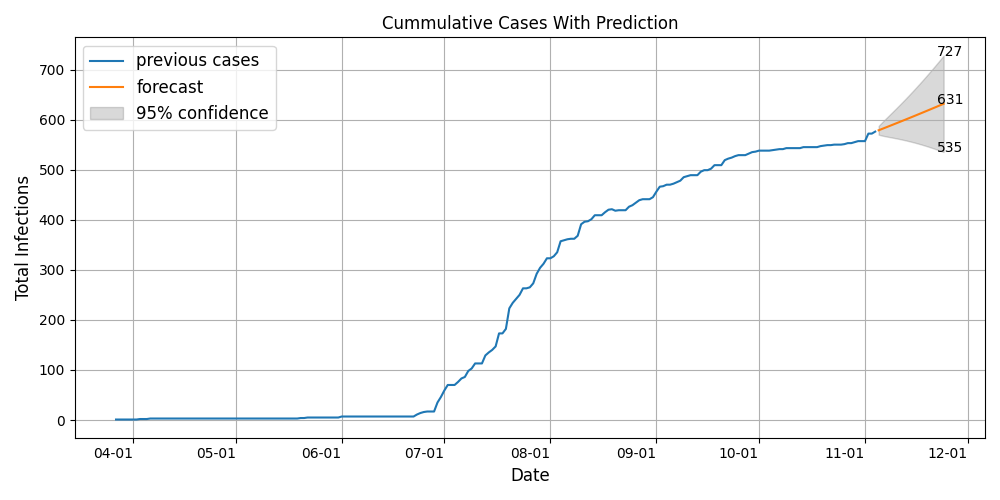 Cummulative Cases With Prediction
previous cases
forecast
95% confidence
727
631
535
Total Infections
700
600
500
400
300
200
100
0
04-01 05-01 06-01 07-01 08-01 09-01 10-01 11-01 12-01
Date